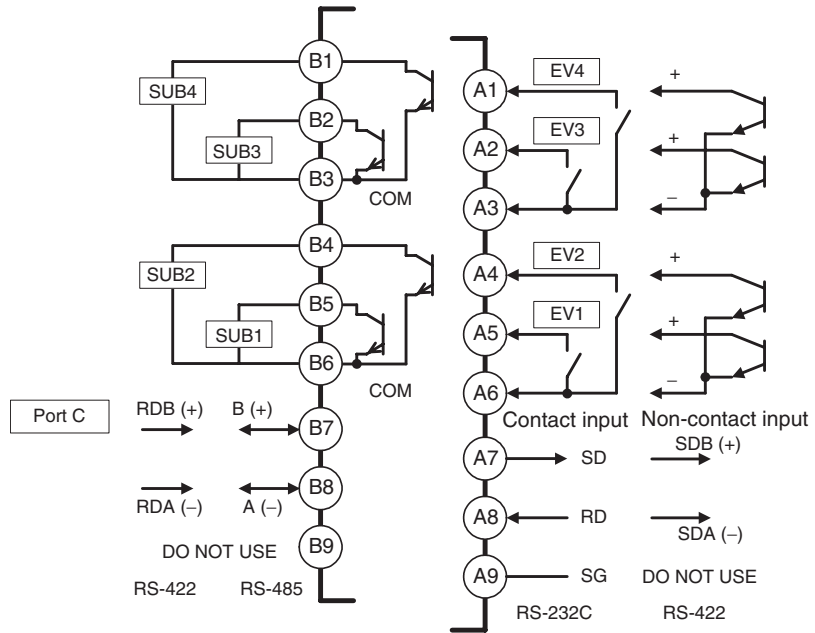 B1
SUB4
B2
SUB3
B3
COM
B4
SUB2
B5
SUB1
B6
COM
Port C
RDB (+)
B (+)
B7
RDA (−)
A (−)
B8
DO NOT USE
B9
RS-422
RS-485
A1
EV4
+
A2
EV3
+
A3
−
A4
EV2
+
A5
EV1
+
A6
−
Contact input
Non-contact input
A7
SD
SDB (+)
A8
RD
SDA (−)
A9
SG
DO NOT USE
RS-232C
RS-422